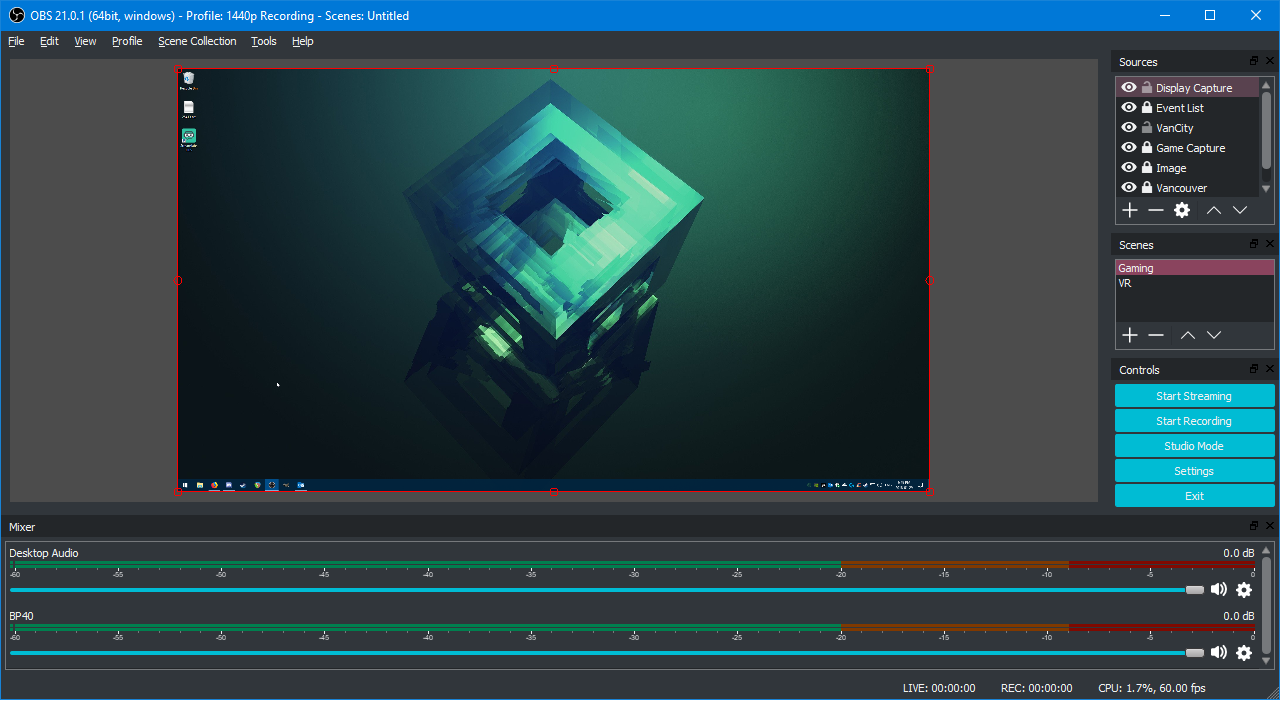 OBS 21.0.1 (64bit, windows) - Profile: 1440p Recording - Scenes: Untitled
File Edit View Profile Scene Collection Tools Help
Sources
Display Capture
Event List
VanCity
Game Capture
Image
Vancouver
Scenes
Gaming
VR
Controls
Start Streaming
Start Recording
Studio Mode
Settings
Exit
Mixer
Desktop Audio 0.0 dB
-60 -55 -50 -45 -40 -35 -30 -25 -20 -15 -10 -5 0
BP40 0.0 dB
-60 -55 -50 -45 -40 -35 -30 -25 -20 -15 -10 -5 0
LIVE: 00:00:00 REC: 00:00:00 CPU: 1.7%, 60.00 fps